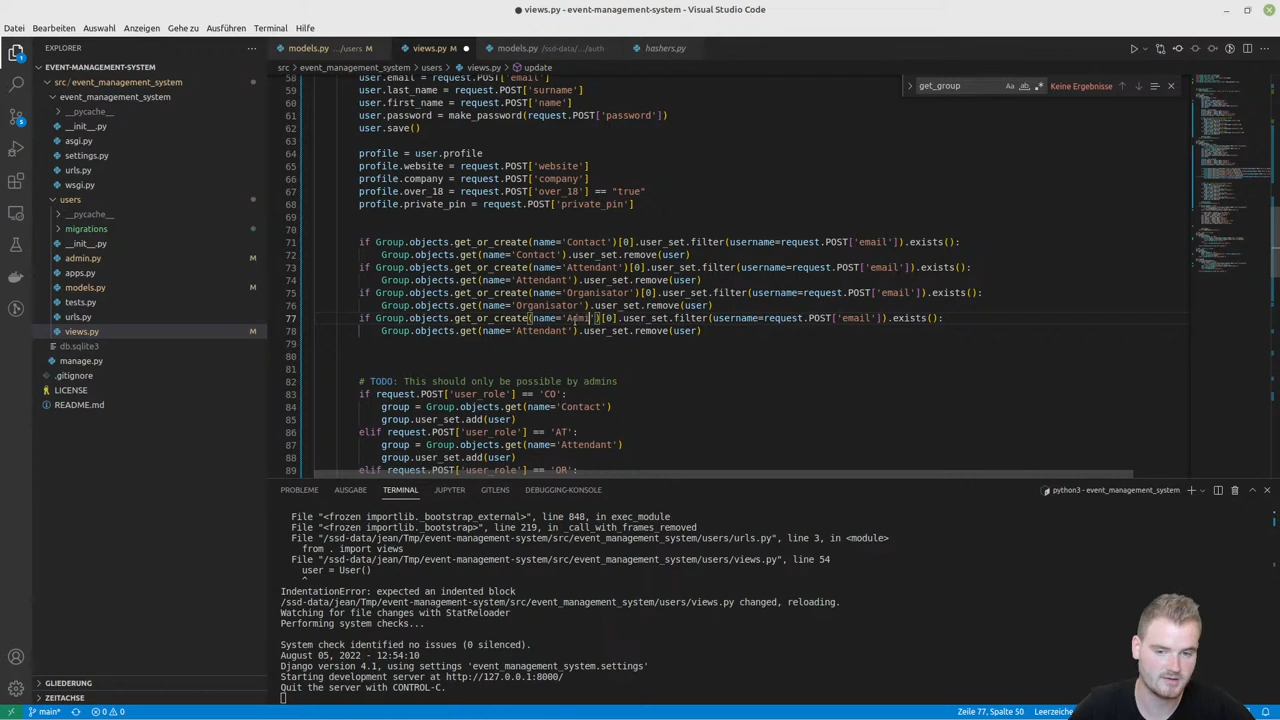 ● views.py - event-management-system - Visual Studio Code
Datei Bearbeiten Auswahl Anzeigen Gehe zu Ausführen Terminal Hilfe
EXPLORER
models.py .../users M
views.py M
models.py /ssd-data/.../auth
hashers.py
EVENT-MANAGEMENT-SYSTEM
src > event_management_system > users > views.py > update
src / event_management_system
event_management_system
__pycache__
__init__.py
asgi.py
settings.py
urls.py
wsgi.py
users
__pycache__
migrations
__init__.py
admin.py M
apps.py
models.py M
tests.py
urls.py
views.py M
db.sqlite3
manage.py
.gitignore
LICENSE
README.md
GLIEDERUNG
ZEITACHSE
get_group
Keine Ergebnisse
58 user.email = request.POST['email']
59 user.last_name = request.POST['surname']
60 user.first_name = request.POST['name']
61 user.password = make_password(request.POST['password'])
62 user.save()
63
64 profile = user.profile
65 profile.website = request.POST['website']
66 profile.company = request.POST['company']
67 profile.over_18 = request.POST['over_18'] == "true"
68 profile.private_pin = request.POST['private_pin']
69
70
71 if Group.objects.get_or_create(name='Contact')[0].user_set.filter(username=request.POST['email']).exists():
72 Group.objects.get(name='Contact').user_set.remove(user)
73 if Group.objects.get_or_create(name='Attendant')[0].user_set.filter(username=request.POST['email']).exists():
74 Group.objects.get(name='Attendant').user_set.remove(user)
75 if Group.objects.get_or_create(name='Organisator')[0].user_set.filter(username=request.POST['email']).exists():
76 Group.objects.get(name='Organisator').user_set.remove(user)
77 if Group.objects.get_or_create(name='Admi')[0].user_set.filter(username=request.POST['email']).exists():
78 Group.objects.get(name='Attendant').user_set.remove(user)
79
80
81
82 # TODO: This should only be possible by admins
83 if request.POST['user_role'] == 'CO':
84 group = Group.objects.get(name='Contact')
85 group.user_set.add(user)
86 elif request.POST['user_role'] == 'AT':
87 group = Group.objects.get(name='Attendant')
88 group.user_set.add(user)
89 elif request.POST['user_role'] == 'OR':
PROBLEME AUSGABE TERMINAL JUPYTER GITLENS DEBUGGING-KONSOLE
python3 - event_management_system
File "<frozen importlib._bootstrap_external>", line 848, in exec_module
File "<frozen importlib._bootstrap>", line 219, in _call_with_frames_removed
File "/ssd-data/jean/Tmp/event-management-system/src/event_management_system/users/urls.py", line 3, in <module>
from . import views
File "/ssd-data/jean/Tmp/event-management-system/src/event_management_system/users/views.py", line 54
user = User()
^
IndentationError: expected an indented block
/ssd-data/jean/Tmp/event-management-system/src/event_management_system/users/views.py changed, reloading.
Watching for file changes with StatReloader
Performing system checks...
System check identified no issues (0 silenced).
August 05, 2022 - 12:54:10
Django version 4.1, using settings 'event_management_system.settings'
Starting development server at http://127.0.0.1:8000/
Quit the server with CONTROL-C.
main*
0 0
Zeile 77, Spalte 50
Leerzeiche